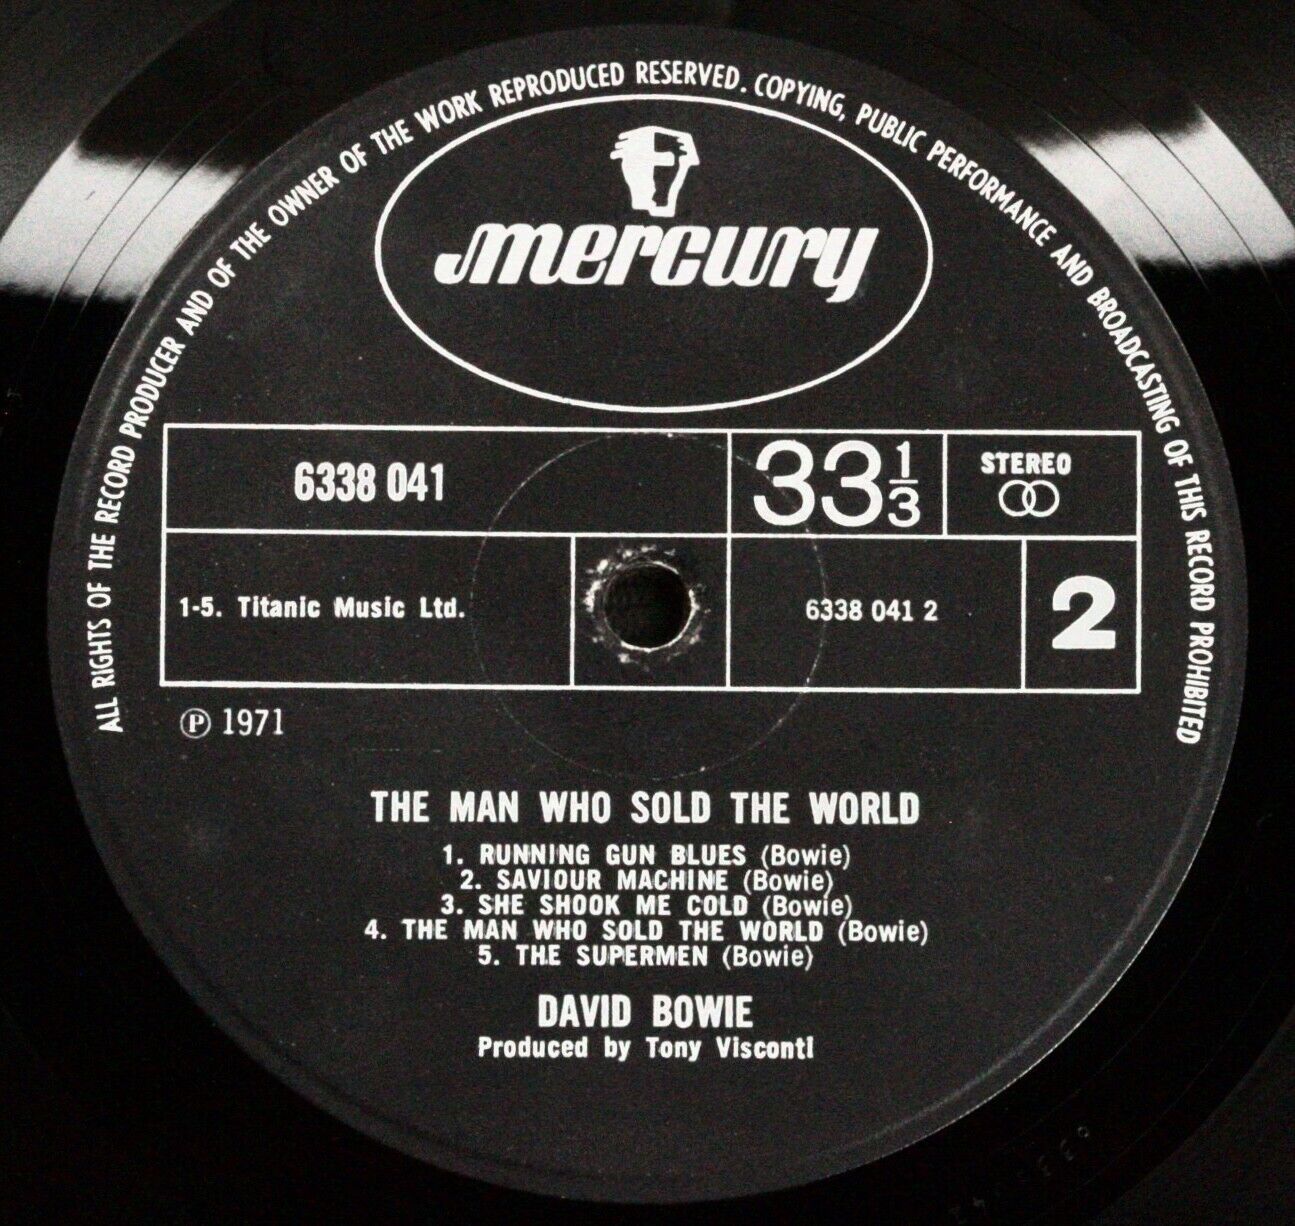 ALL RIGHTS OF THE RECORD PRODUCER AND OF THE OWNER OF THE WORK REPRODUCED RESERVED. COPYING, PUBLIC PERFORMANCE AND BROADCASTING OF THIS RECORD PROHIBITED
mercury
6338 041
33 1/3
STEREO
1-5. Titanic Music Ltd.
6338 041 2
2
℗ 1971
THE MAN WHO SOLD THE WORLD
1. RUNNING GUN BLUES (Bowie)
2. SAVIOUR MACHINE (Bowie)
3. SHE SHOOK ME COLD (Bowie)
4. THE MAN WHO SOLD THE WORLD (Bowie)
5. THE SUPERMEN (Bowie)
DAVID BOWIE
Produced by Tony Visconti